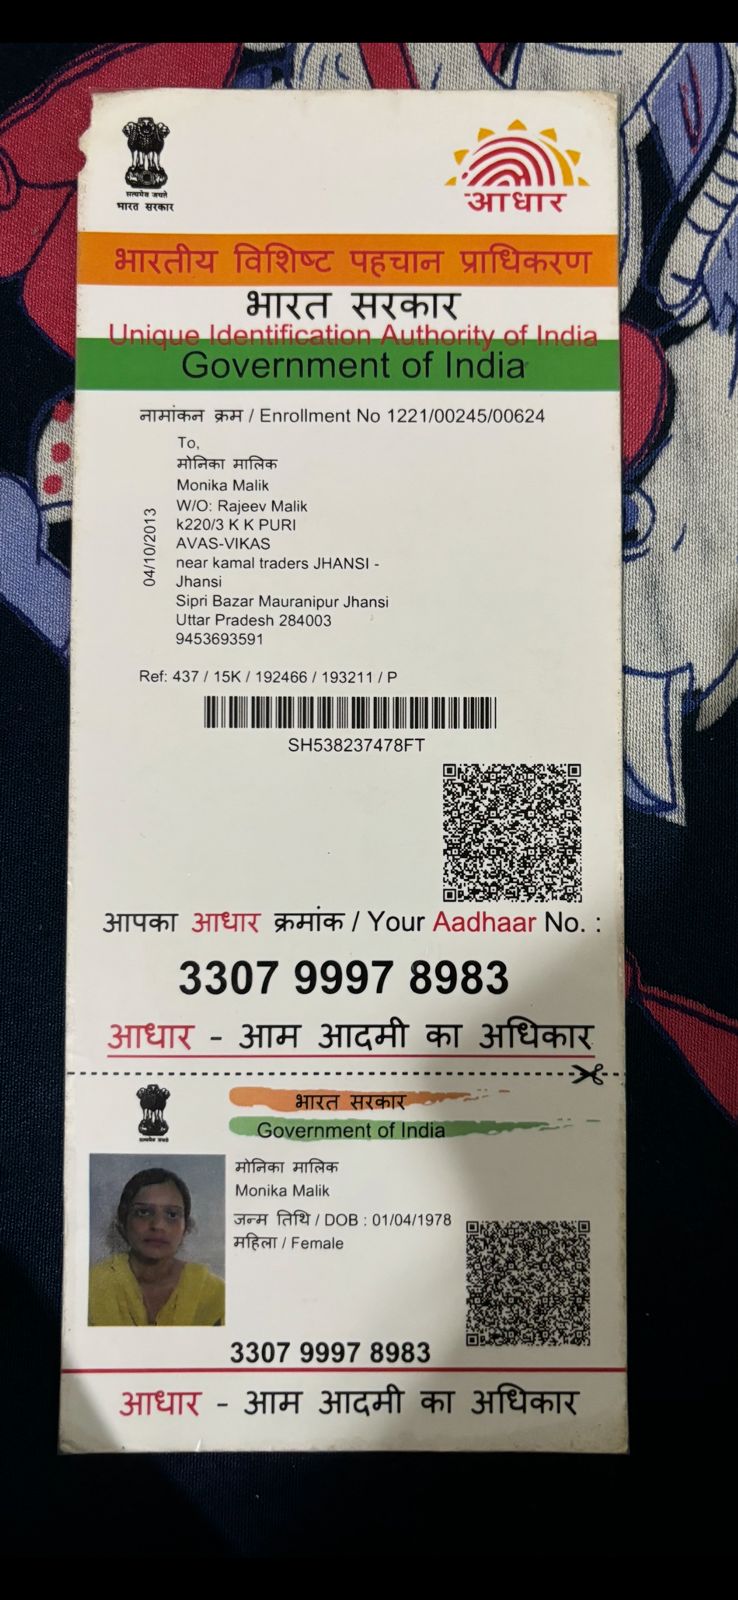 सत्यमेव जयते
भारत सरकार
आधार
भारतीय विशिष्ट पहचान प्राधिकरण
भारत सरकार
Unique Identification Authority of India
Government of India
नामांकन क्रम / Enrollment No 1221/00245/00624
To,
मोनिका मालिक
Monika Malik
W/O: Rajeev Malik
k220/3 K K PURI
AVAS-VIKAS
near kamal traders JHANSI -
Jhansi
Sipri Bazar Mauranipur Jhansi
Uttar Pradesh 284003
9453693591
04/10/2013
Ref: 437 / 15K / 192466 / 193211 / P
SH538237478FT
आपका आधार क्रमांक / Your Aadhaar No. :
3307 9997 8983
आधार - आम आदमी का अधिकार
सत्यमेव जयते
भारत सरकार
Government of India
मोनिका मालिक
Monika Malik
जन्म तिथि / DOB : 01/04/1978
महिला / Female
3307 9997 8983
आधार - आम आदमी का अधिकार